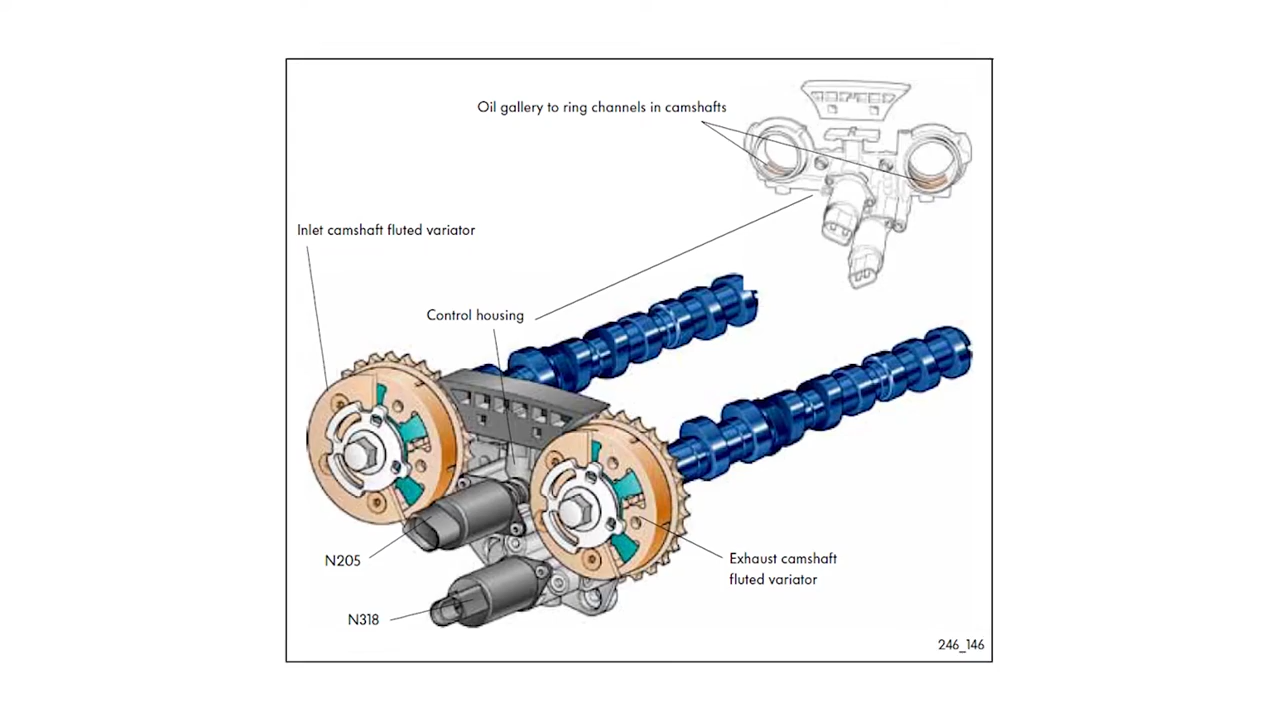 Oil gallery to ring channels in camshafts
Inlet camshaft fluted variator
Control housing
N205
Exhaust camshaft
fluted variator
N318
246_146